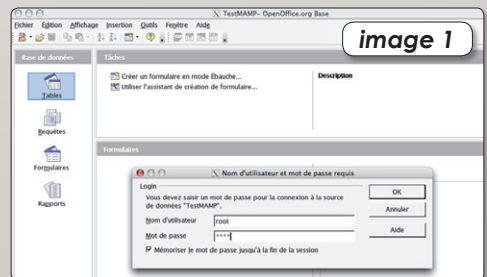 TestMAMP- OpenOffice.org Base
Fichier Édition Affichage Insertion Outils Fenêtre Aide
image 1
Base de données
Tâches
Créer un formulaire en mode Ébauche...
Utiliser l'assistant de création de formulaire...
Description
Tables
Requêtes
Formulaires
Rapports
Formulaires
Nom d'utilisateur et mot de passe requis
Login
Vous devez saisir un mot de passe pour la connexion à la source
de données "TestMAMP".
Nom d'utilisateur
root
Mot de passe
****
Mémoriser le mot de passe jusqu'à la fin de la session
OK
Annuler
Aide